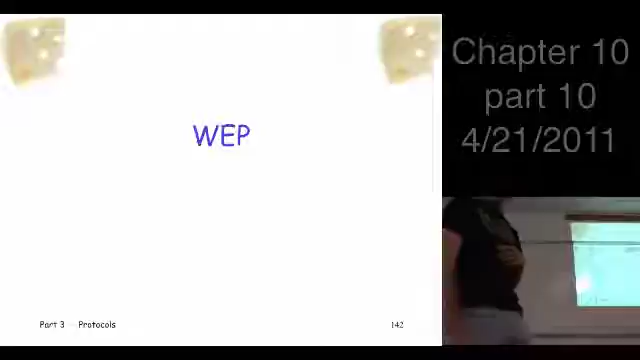 WEP
Part 3 Protocols
142
Chapter 10
part 10
4/21/2011